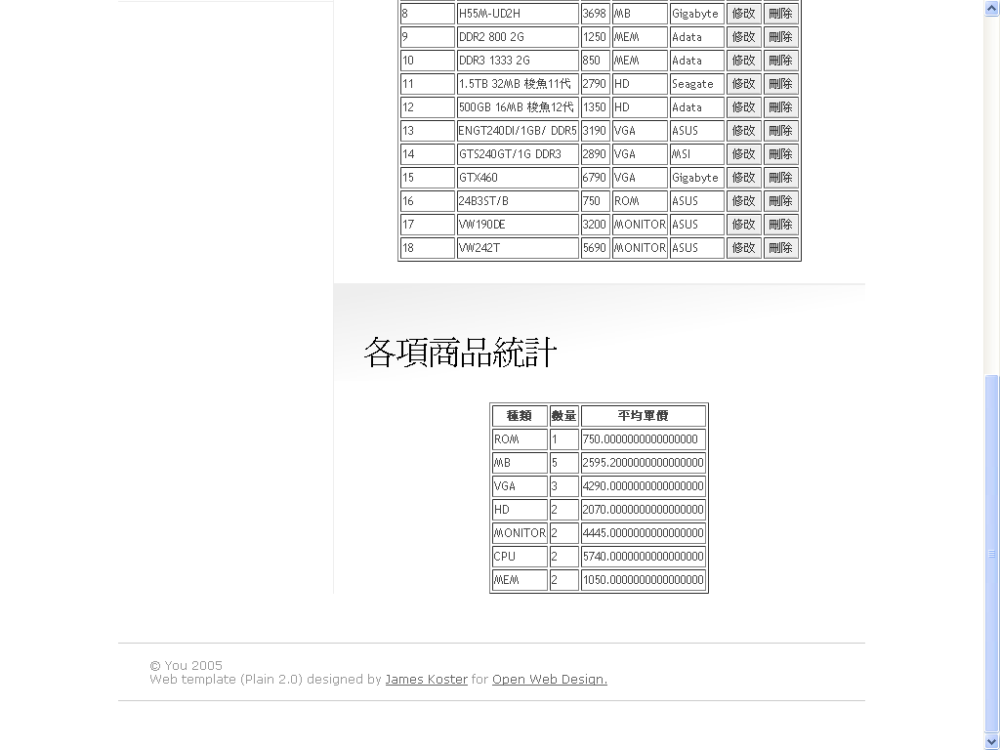 8 H55M-UD2H 3698 MB Gigabyte 修改 刪除
9 DDR2 800 2G 1250 MEM Adata 修改 刪除
10 DDR3 1333 2G 850 MEM Adata 修改 刪除
11 1.5TB 32MB 梭魚11代 2790 HD Seagate 修改 刪除
12 500GB 16MB 梭魚12代 1350 HD Adata 修改 刪除
13 ENGT240DI/1GB/ DDR5 3190 VGA ASUS 修改 刪除
14 GTS240GT/1G DDR3 2890 VGA MSI 修改 刪除
15 GTX460 6790 VGA Gigabyte 修改 刪除
16 24B3ST/B 750 ROM ASUS 修改 刪除
17 VW190DE 3200 MONITOR ASUS 修改 刪除
18 VW242T 5690 MONITOR ASUS 修改 刪除
各項商品統計
種類 數量 平均單價
ROM 1 750.0000000000000000
MB 5 2595.2000000000000000
VGA 3 4290.0000000000000000
HD 2 2070.0000000000000000
MONITOR 2 4445.0000000000000000
CPU 2 5740.0000000000000000
MEM 2 1050.0000000000000000
© You 2005
Web template (Plain 2.0) designed by James Koster for Open Web Design.